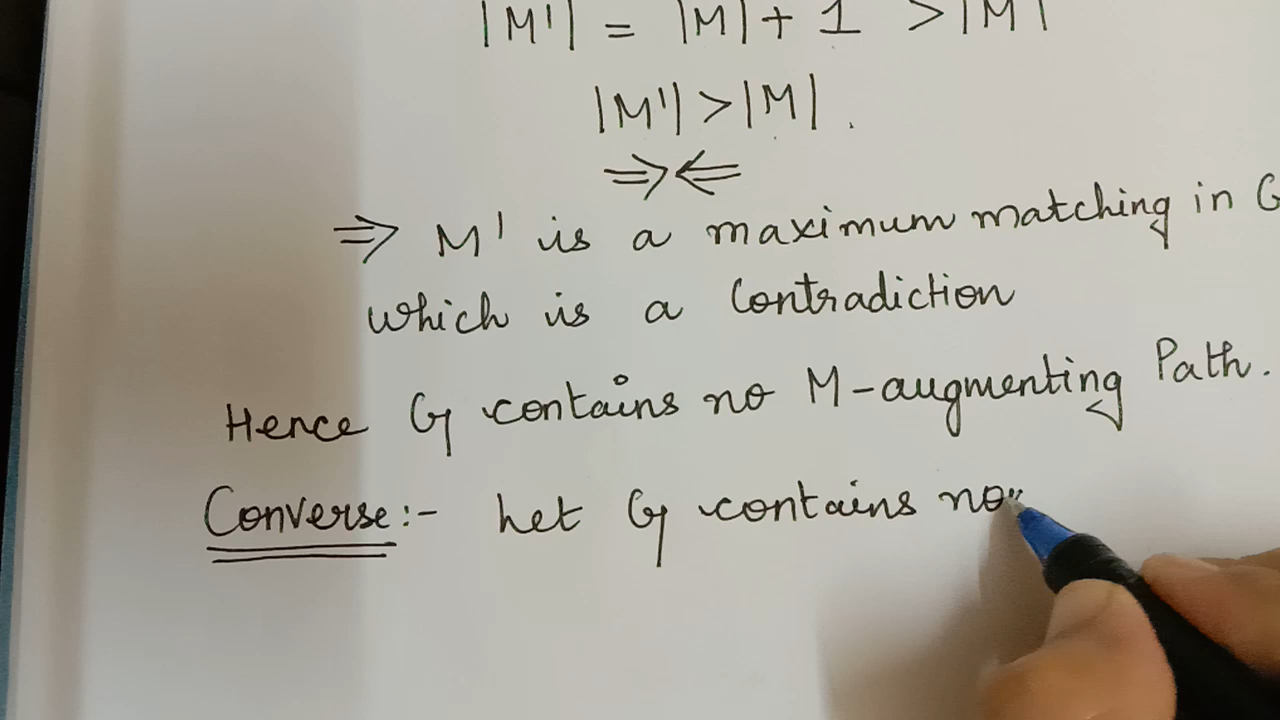 |M'| = |M| + 1 > |M|
|M'| > |M| .
⇒⇐
⇒ M' is a maximum matching in G
which is a Contradiction
Hence G contains no M-augmenting Path.
Converse:- Let G contains no